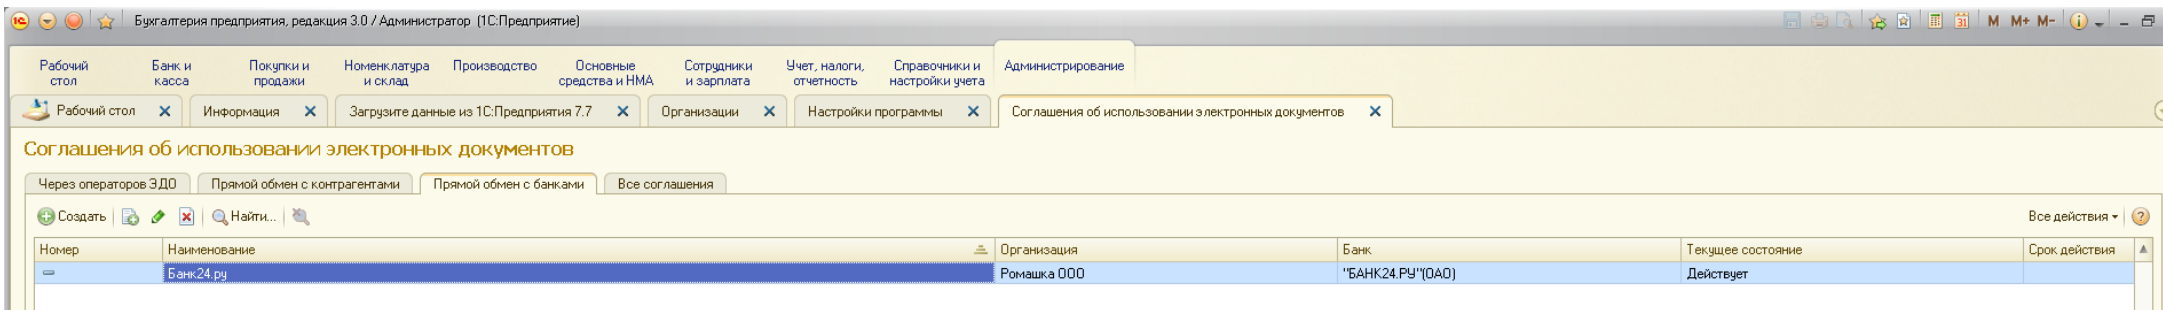 Бухгалтерия предприятия, редакция 3.0 / Администратор (1С:Предприятие)
M M+ M-
Рабочий стол
Банк и касса
Покупки и продажи
Номенклатура и склад
Производство
Основные средства и НМА
Сотрудники и зарплата
Учет, налоги, отчетность
Справочники и настройки учета
Администрирование
Рабочий стол
Информация
Загрузите данные из 1С:Предприятия 7.7
Организации
Настройки программы
Соглашения об использовании электронных документов
Соглашения об использовании электронных документов
Через операторов ЭДО
Прямой обмен с контрагентами
Прямой обмен с банками
Все соглашения
Создать
Найти...
Все действия
Номер Наименование Организация Банк Текущее состояние Срок действия
Банк24.ру Ромашка ООО "БАНК24.РУ"(ОАО) Действует